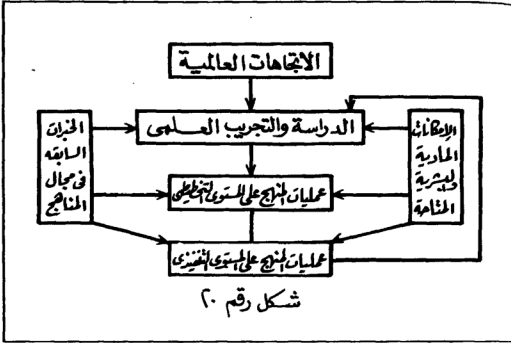 الاتجاهات العالمية
الدراسة والتجريب العلمى
الخبرات
السابقه
فى مجال
المناهج
الإمكانات
المادية
والبشرية
المتاحة
عمليات المنهج على المستوى التخطيطى
عمليات المنهج على المستوى التنفيذى
شكل رقم ٢٠